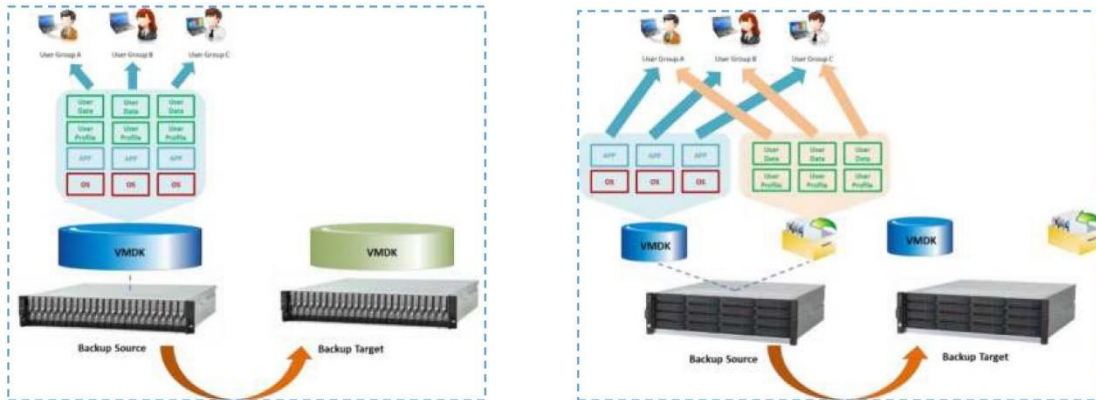 User Group A User Group B User Group C
User Data User Data User Data
User Profile User Profile User Profile
APP APP APP
OS OS OS
VMDK VMDK
Backup Source Backup Target
User Group A User Group B User Group C
APP APP APP User Data User Data User Data
OS OS OS User Profile User Profile User Profile
VMDK VMDK
Backup Source Backup Target